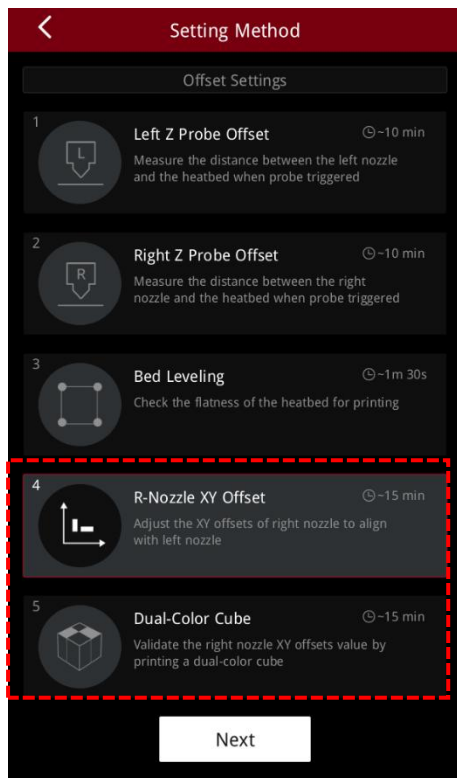 Setting Method
Offset Settings
1
Left Z Probe Offset ~10 min
L
Measure the distance between the left nozzle
and the heatbed when probe triggered
2
Right Z Probe Offset ~10 min
R
Measure the distance between the right
nozzle and the heatbed when probe triggered
3
Bed Leveling ~1m 30s
Check the flatness of the heatbed for printing
4
R-Nozzle XY Offset ~15 min
Adjust the XY offsets of right nozzle to align
with left nozzle
5
Dual-Color Cube ~15 min
Validate the right nozzle XY offsets value by
printing a dual-color cube
Next